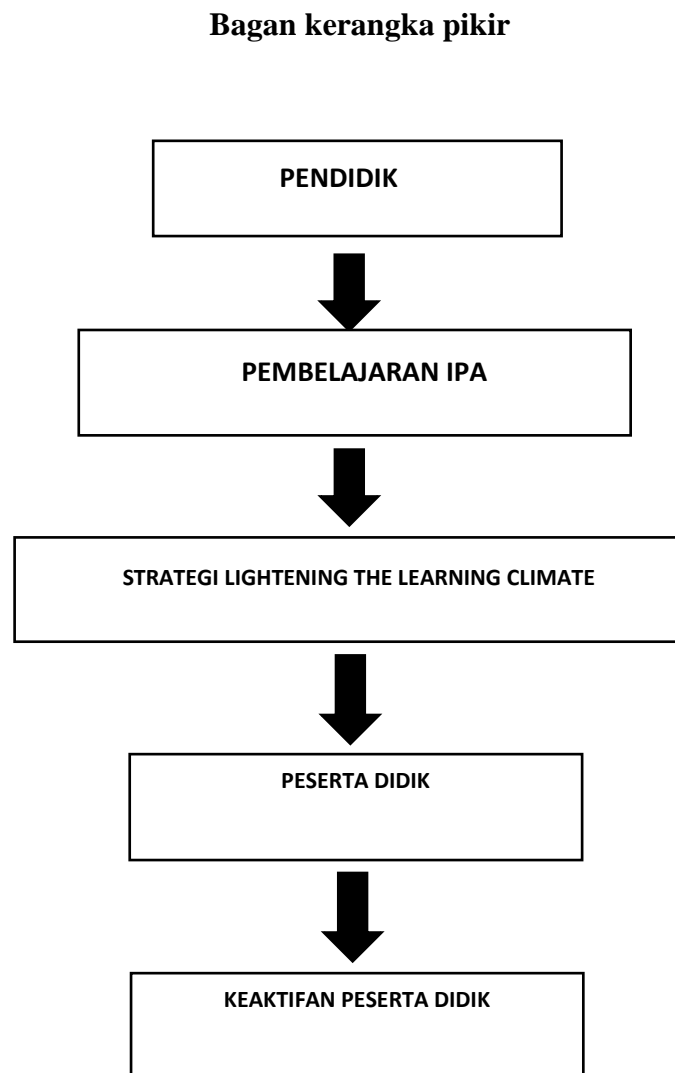 Bagan kerangka pikir
PENDIDIK
PEMBELAJARAN IPA
STRATEGI LIGHTENING THE LEARNING CLIMATE
PESERTA DIDIK
KEAKTIFAN PESERTA DIDIK